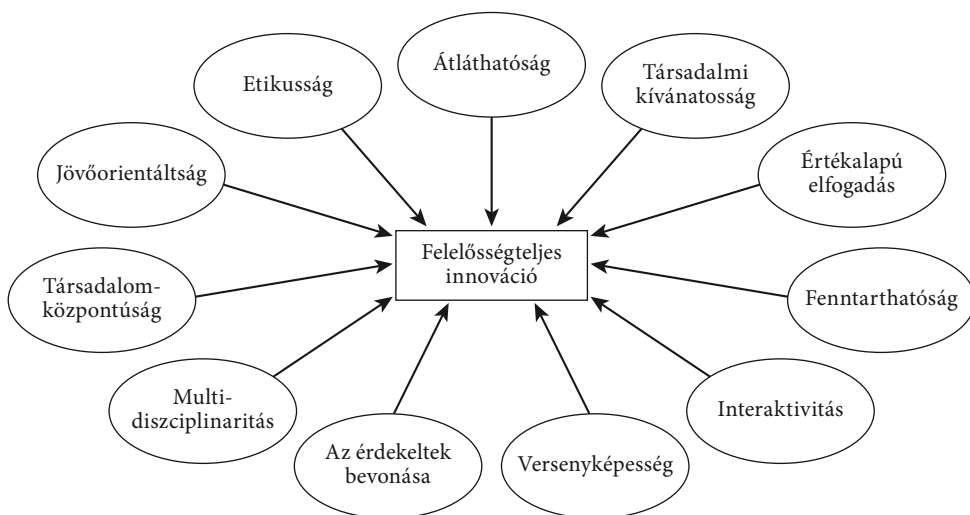 Átláthatóság
Etikusság
Társadalmi
kívánatosság
Jövőorientáltság
Értékalapú
elfogadás
Felelősségteljes
innováció
Társadalom-
központúság
Fenntarthatóság
Multi-
diszciplinaritás
Interaktivitás
Az érdekeltek
bevonása
Versenyképesség